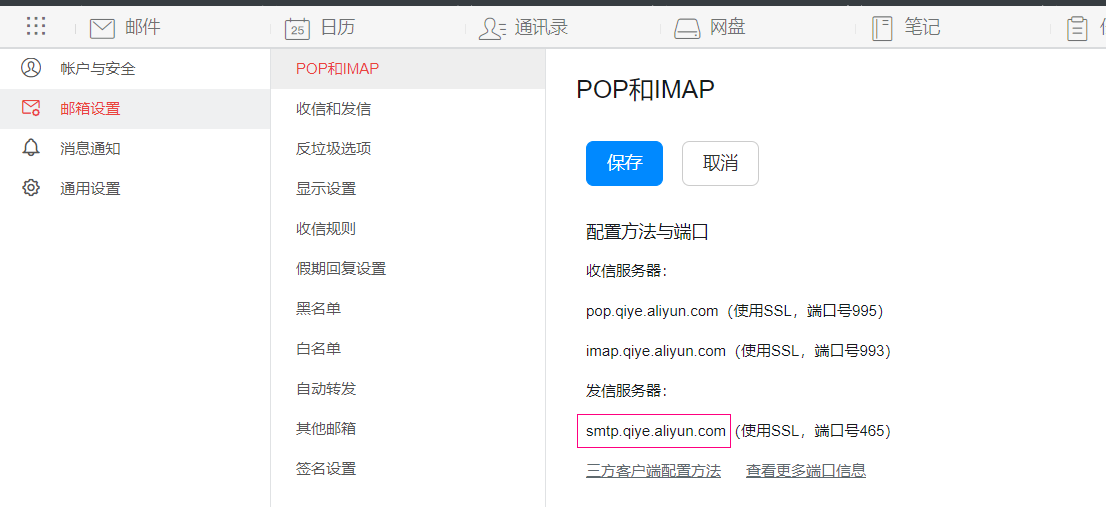 邮件
25
日历
通讯录
网盘
笔记
帐户与安全
邮箱设置
消息通知
通用设置
POP和IMAP
收信和发信
反垃圾选项
显示设置
收信规则
假期回复设置
黑名单
白名单
自动转发
其他邮箱
签名设置
POP和IMAP
保存
取消
配置方法与端口
收信服务器：
pop.qiye.aliyun.com（使用SSL，端口号995）
imap.qiye.aliyun.com（使用SSL，端口号993）
发信服务器：
smtp.qiye.aliyun.com（使用SSL，端口号465）
三方客户端配置方法
查看更多端口信息